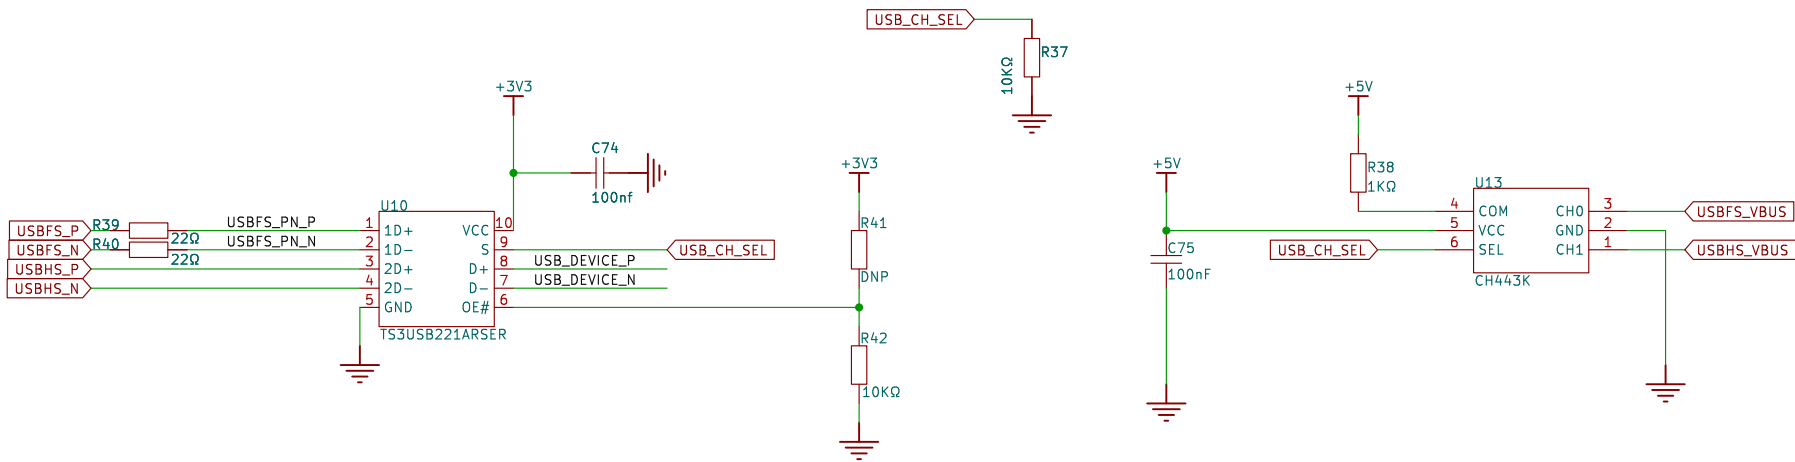 USB_CH_SEL
R37
10KΩ
+3V3
C74
100nf
USBFS_P
R39
22Ω
USBFS_PN_P
USBFS_N
R40
22Ω
USBFS_PN_N
USBHS_P
USBHS_N
U10
1 1D+ VCC 10
2 1D- S 9
3 2D+ D+ 8
4 2D- D- 7
5 GND OE# 6
TS3USB221ARSER
USB_CH_SEL
USB_DEVICE_P
USB_DEVICE_N
+3V3
R41
DNP
R42
10KΩ
+5V
C75
100nF
+5V
R38
1KΩ
USB_CH_SEL
U13
4 COM CH0 3
5 VCC GND 2
6 SEL CH1 1
CH443K
USBFS_VBUS
USBHS_VBUS